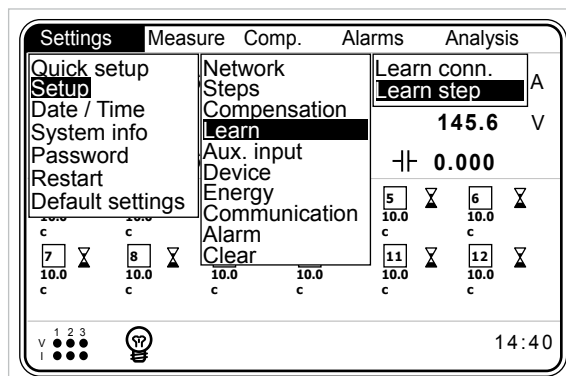 Settings Measure Comp. Alarms Analysis
Quick setup
Setup
Date / Time
System info
Password
Restart
Default settings
Network
Steps
Compensation
Learn
Aux. input
Device
Energy
Communication
Alarm
Clear
Learn conn.
Learn step
A
145.6 V
0.000
5 6
10.0 10.0
c c c c
7 8 11 12
10.0 10.0 10.0 10.0 10.0 10.0
c c c c c c
1 2 3
V
I
14:40